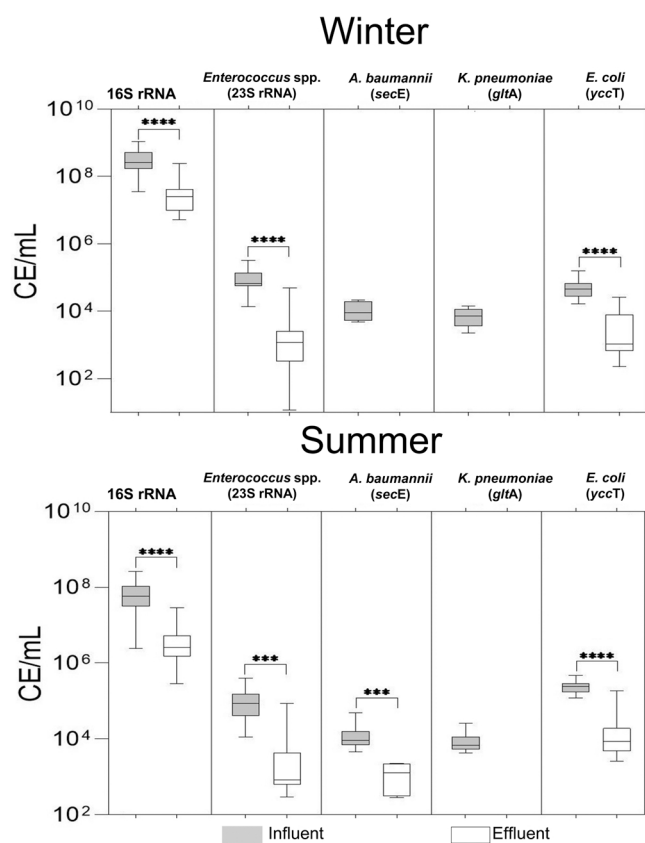 Winter
16S rRNA
Enterococcus spp.
(23S rRNA)
A. baumannii
(secE)
K. pneumoniae
(gltA)
E. coli
(yccT)
CE/mL
10^10
10^8
10^6
10^4
10^2
****
****
****
Summer
16S rRNA
Enterococcus spp.
(23S rRNA)
A. baumannii
(secE)
K. pneumoniae
(gltA)
E. coli
(yccT)
CE/mL
10^10
10^8
10^6
10^4
10^2
****
***
***
****
Influent
Effluent